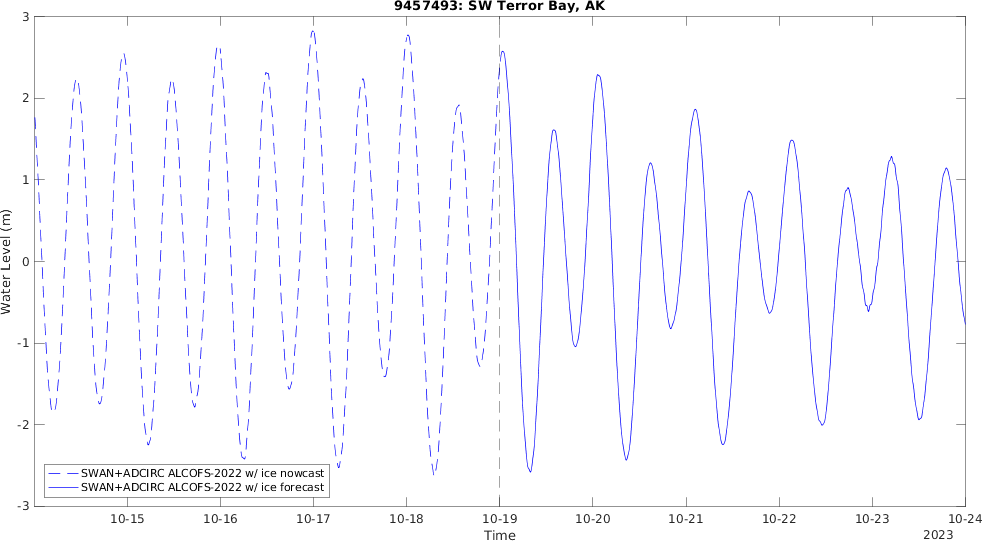 9457493: SW Terror Bay, AK
Water Level (m)
3
2
1
0
-1
-2
-3
SWAN+ADCIRC ALCOFS-2022 w/ ice nowcast
SWAN+ADCIRC ALCOFS-2022 w/ ice forecast
10-15 10-16 10-17 10-18 10-19 10-20 10-21 10-22 10-23 10-24
Time
2023